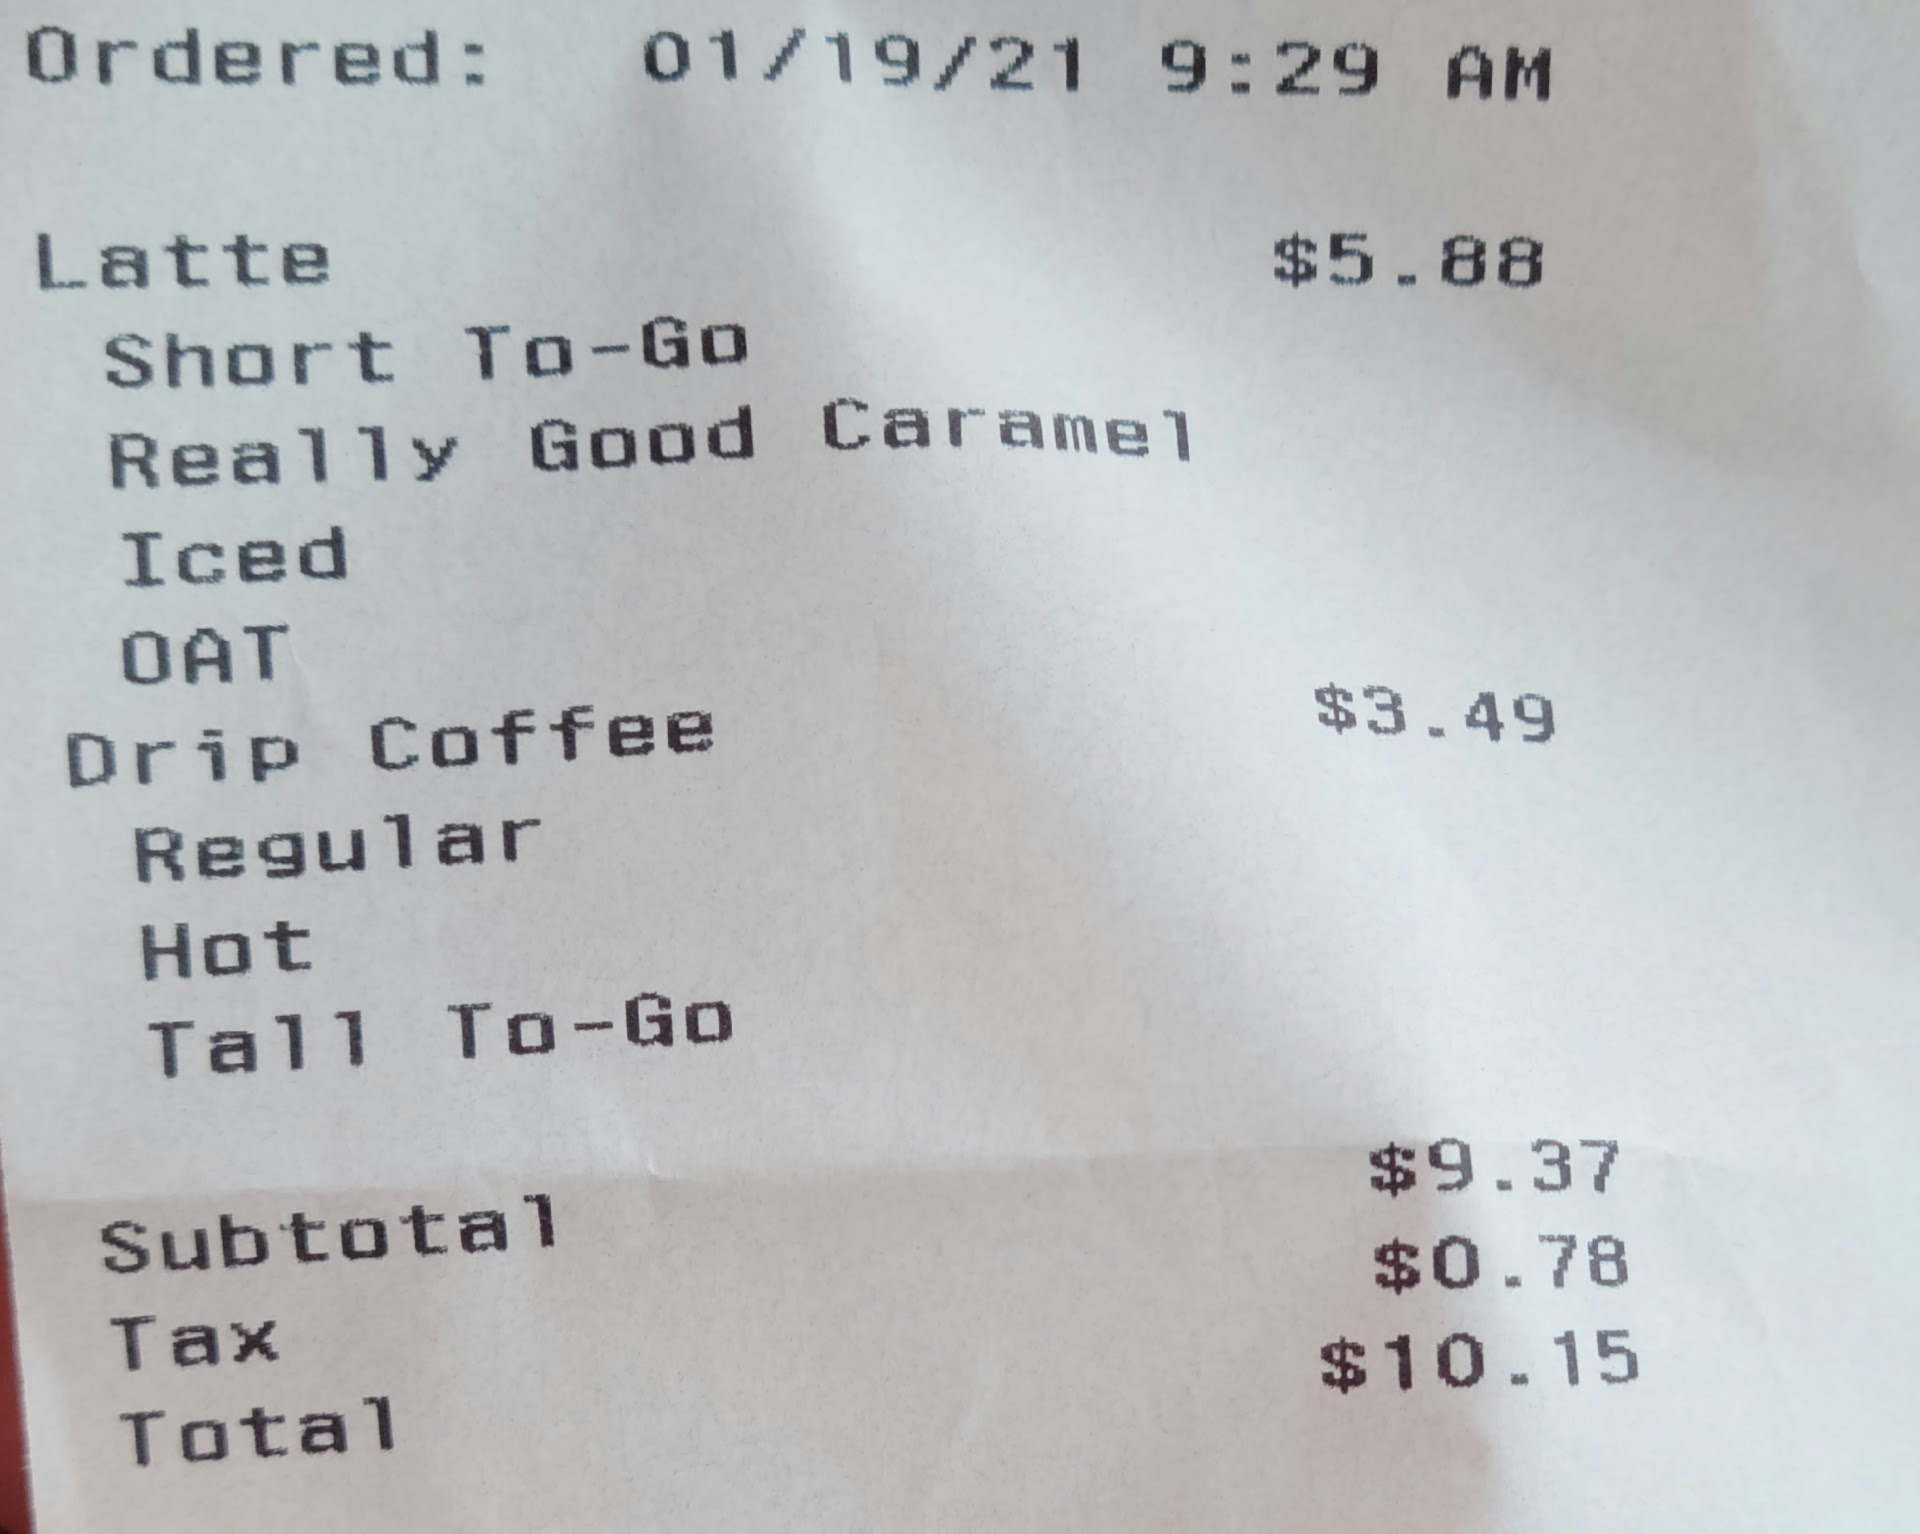 Ordered: 01/19/21 9:29 AM
Latte $5.88
Short To-Go
Really Good Caramel
Iced
OAT
Drip Coffee $3.49
Regular
Hot
Tall To-Go
Subtotal $9.37
Tax $0.78
Total $10.15